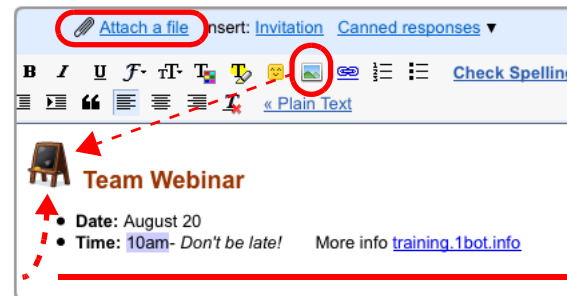 Attach a file Insert: Invitation Canned responses ▼
B I U F T T T Check Spelling
« Plain Text
Team Webinar
• Date: August 20
• Time: 10am- Don't be late! More info training.1bot.info